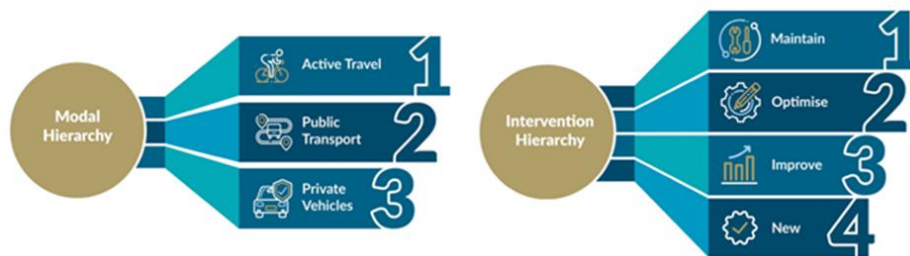 Modal
Hierarchy
Active Travel
1
Public
Transport
2
Private
Vehicles
3
Intervention
Hierarchy
Maintain
1
Optimise
2
Improve
3
New
4